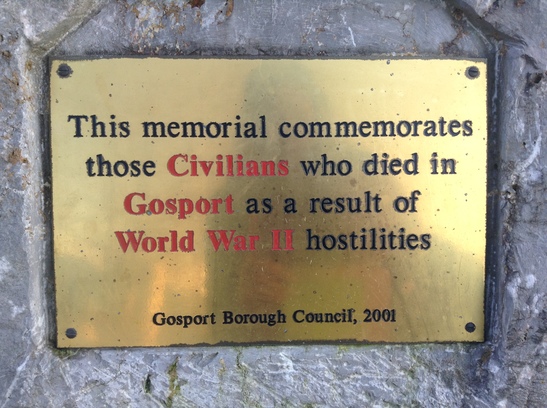 This memorial commemorates
those Civilians who died in
Gosport as a result of
World War II hostilities
Gosport Borough Council, 2001